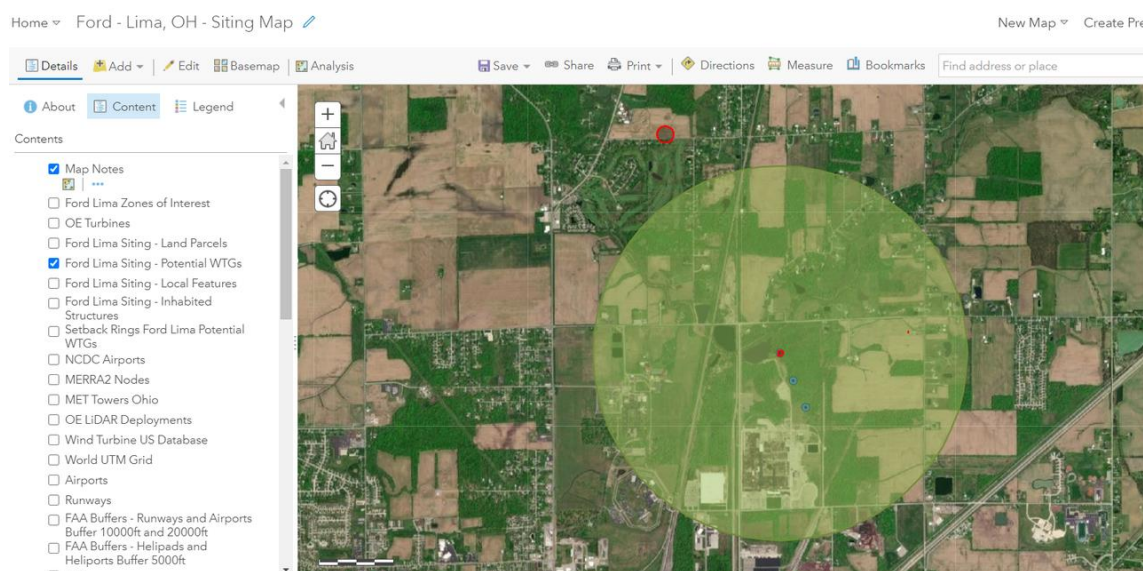 Home Ford - Lima, OH - Siting Map New Map Create Pre
Details Add Edit Basemap Analysis Save Share Print Directions Measure Bookmarks Find address or place
About Content Legend
Contents
Map Notes
Ford Lima Zones of Interest
OE Turbines
Ford Lima Siting - Land Parcels
Ford Lima Siting - Potential WTGs
Ford Lima Siting - Local Features
Ford Lima Siting - Inhabited
Structures
Setback Rings Ford Lima Potential
WTGs
NCDC Airports
MERRA2 Nodes
MET Towers Ohio
OE LiDAR Deployments
Wind Turbine US Database
World UTM Grid
Airports
Runways
FAA Buffers - Runways and Airports
Buffer 10000ft and 20000ft
FAA Buffers - Helipads and
Heliports Buffer 5000ft